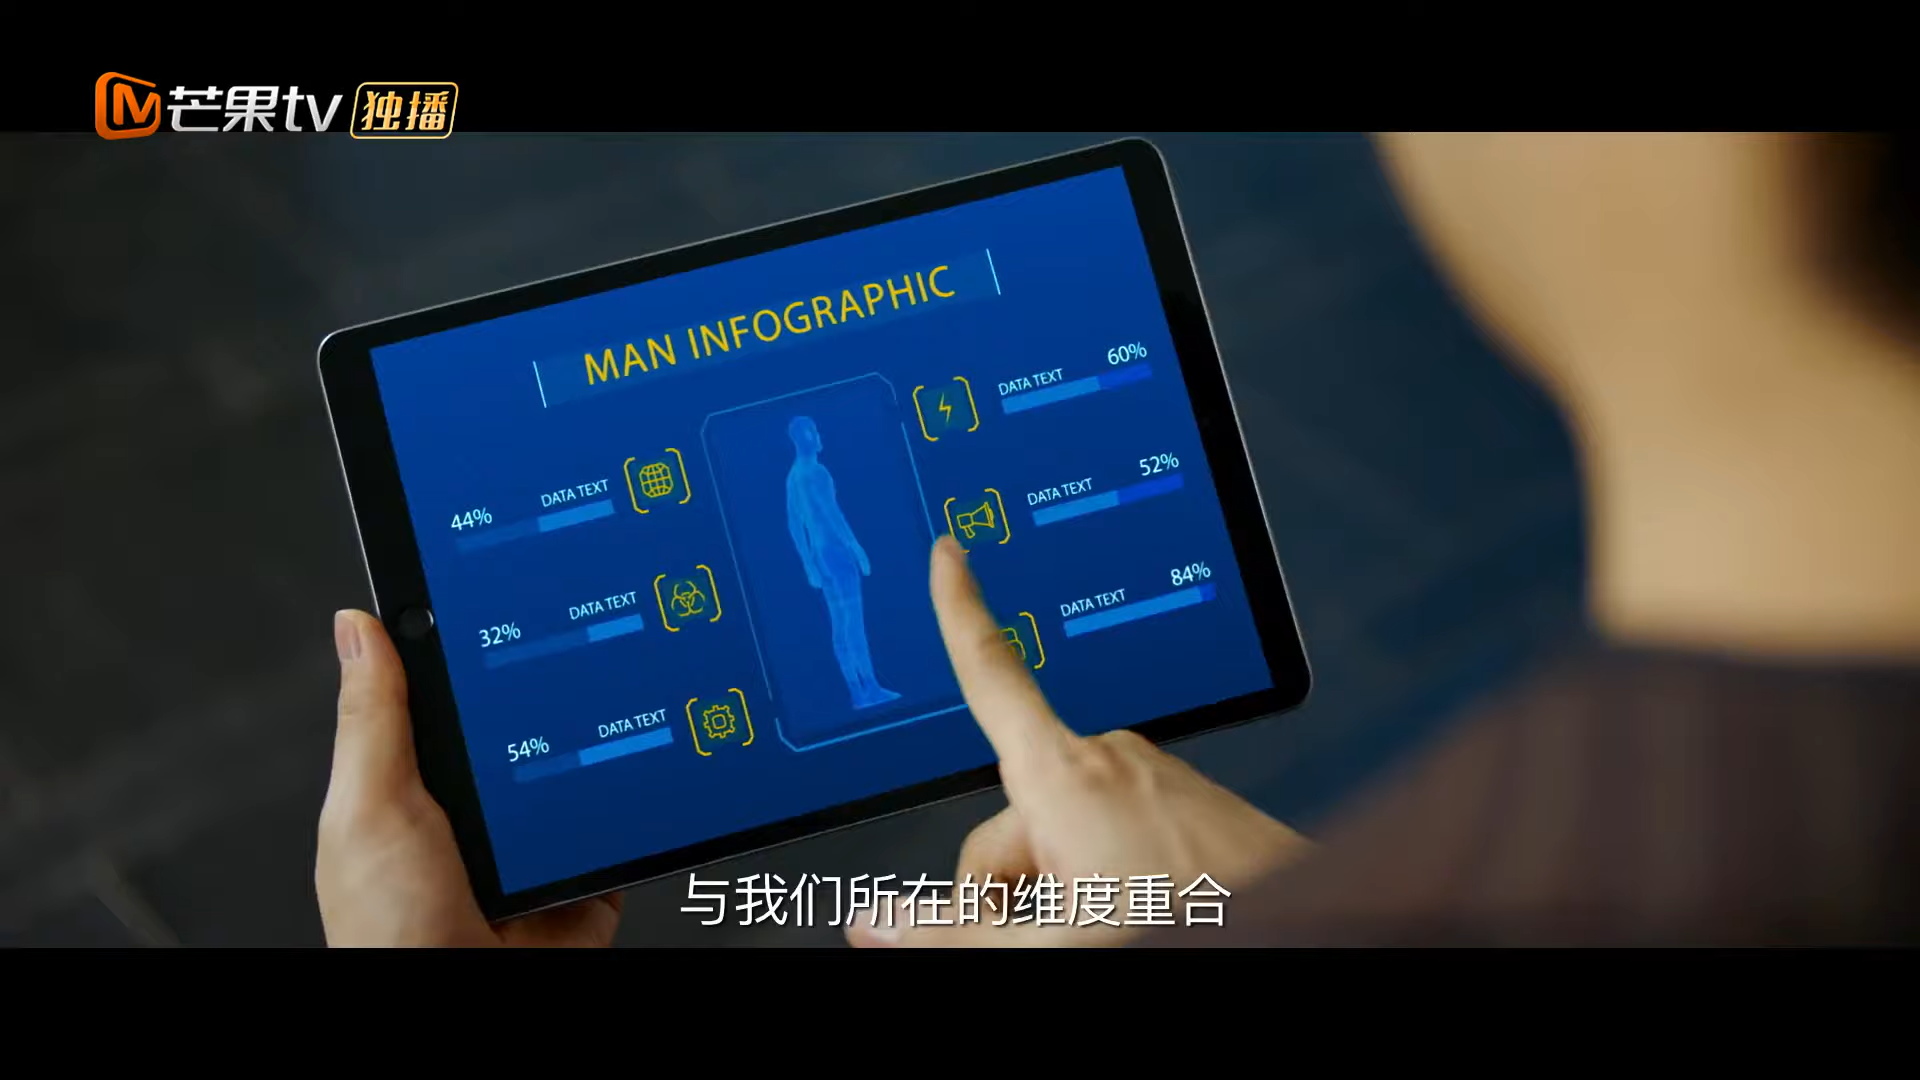 芒果tv 独播
MAN INFOGRAPHIC
60%
DATA TEXT
52%
DATA TEXT
84%
DATA TEXT
44%
DATA TEXT
32%
DATA TEXT
54%
DATA TEXT
与我们所在的维度重合